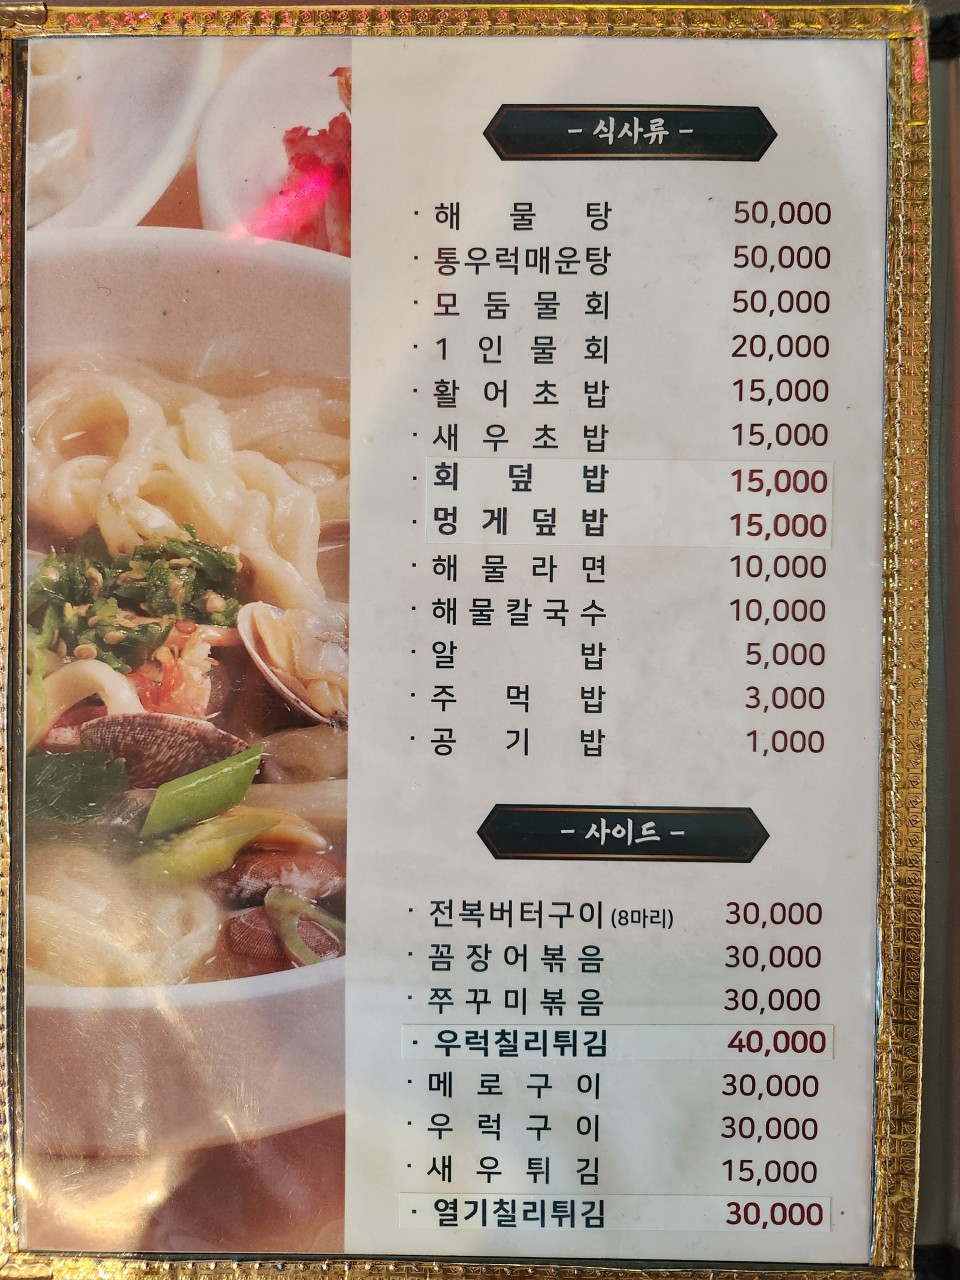 - 식사류 -
· 해 물 탕 50,000
· 통우럭매운탕 50,000
· 모 둠 물 회 50,000
· 1 인 물 회 20,000
· 활 어 초 밥 15,000
· 새 우 초 밥 15,000
· 회 덮 밥 15,000
· 멍 게 덮 밥 15,000
· 해 물 라 면 10,000
· 해 물 칼 국 수 10,000
· 알 밥 5,000
· 주 먹 밥 3,000
· 공 기 밥 1,000
- 사이드 -
· 전복버터구이 (8마리) 30,000
· 꼼 장 어 볶 음 30,000
· 쭈 꾸 미 볶 음 30,000
· 우럭칠리튀김 40,000
· 메 로 구 이 30,000
· 우 럭 구 이 30,000
· 새 우 튀 김 15,000
· 열기칠리튀김 30,000